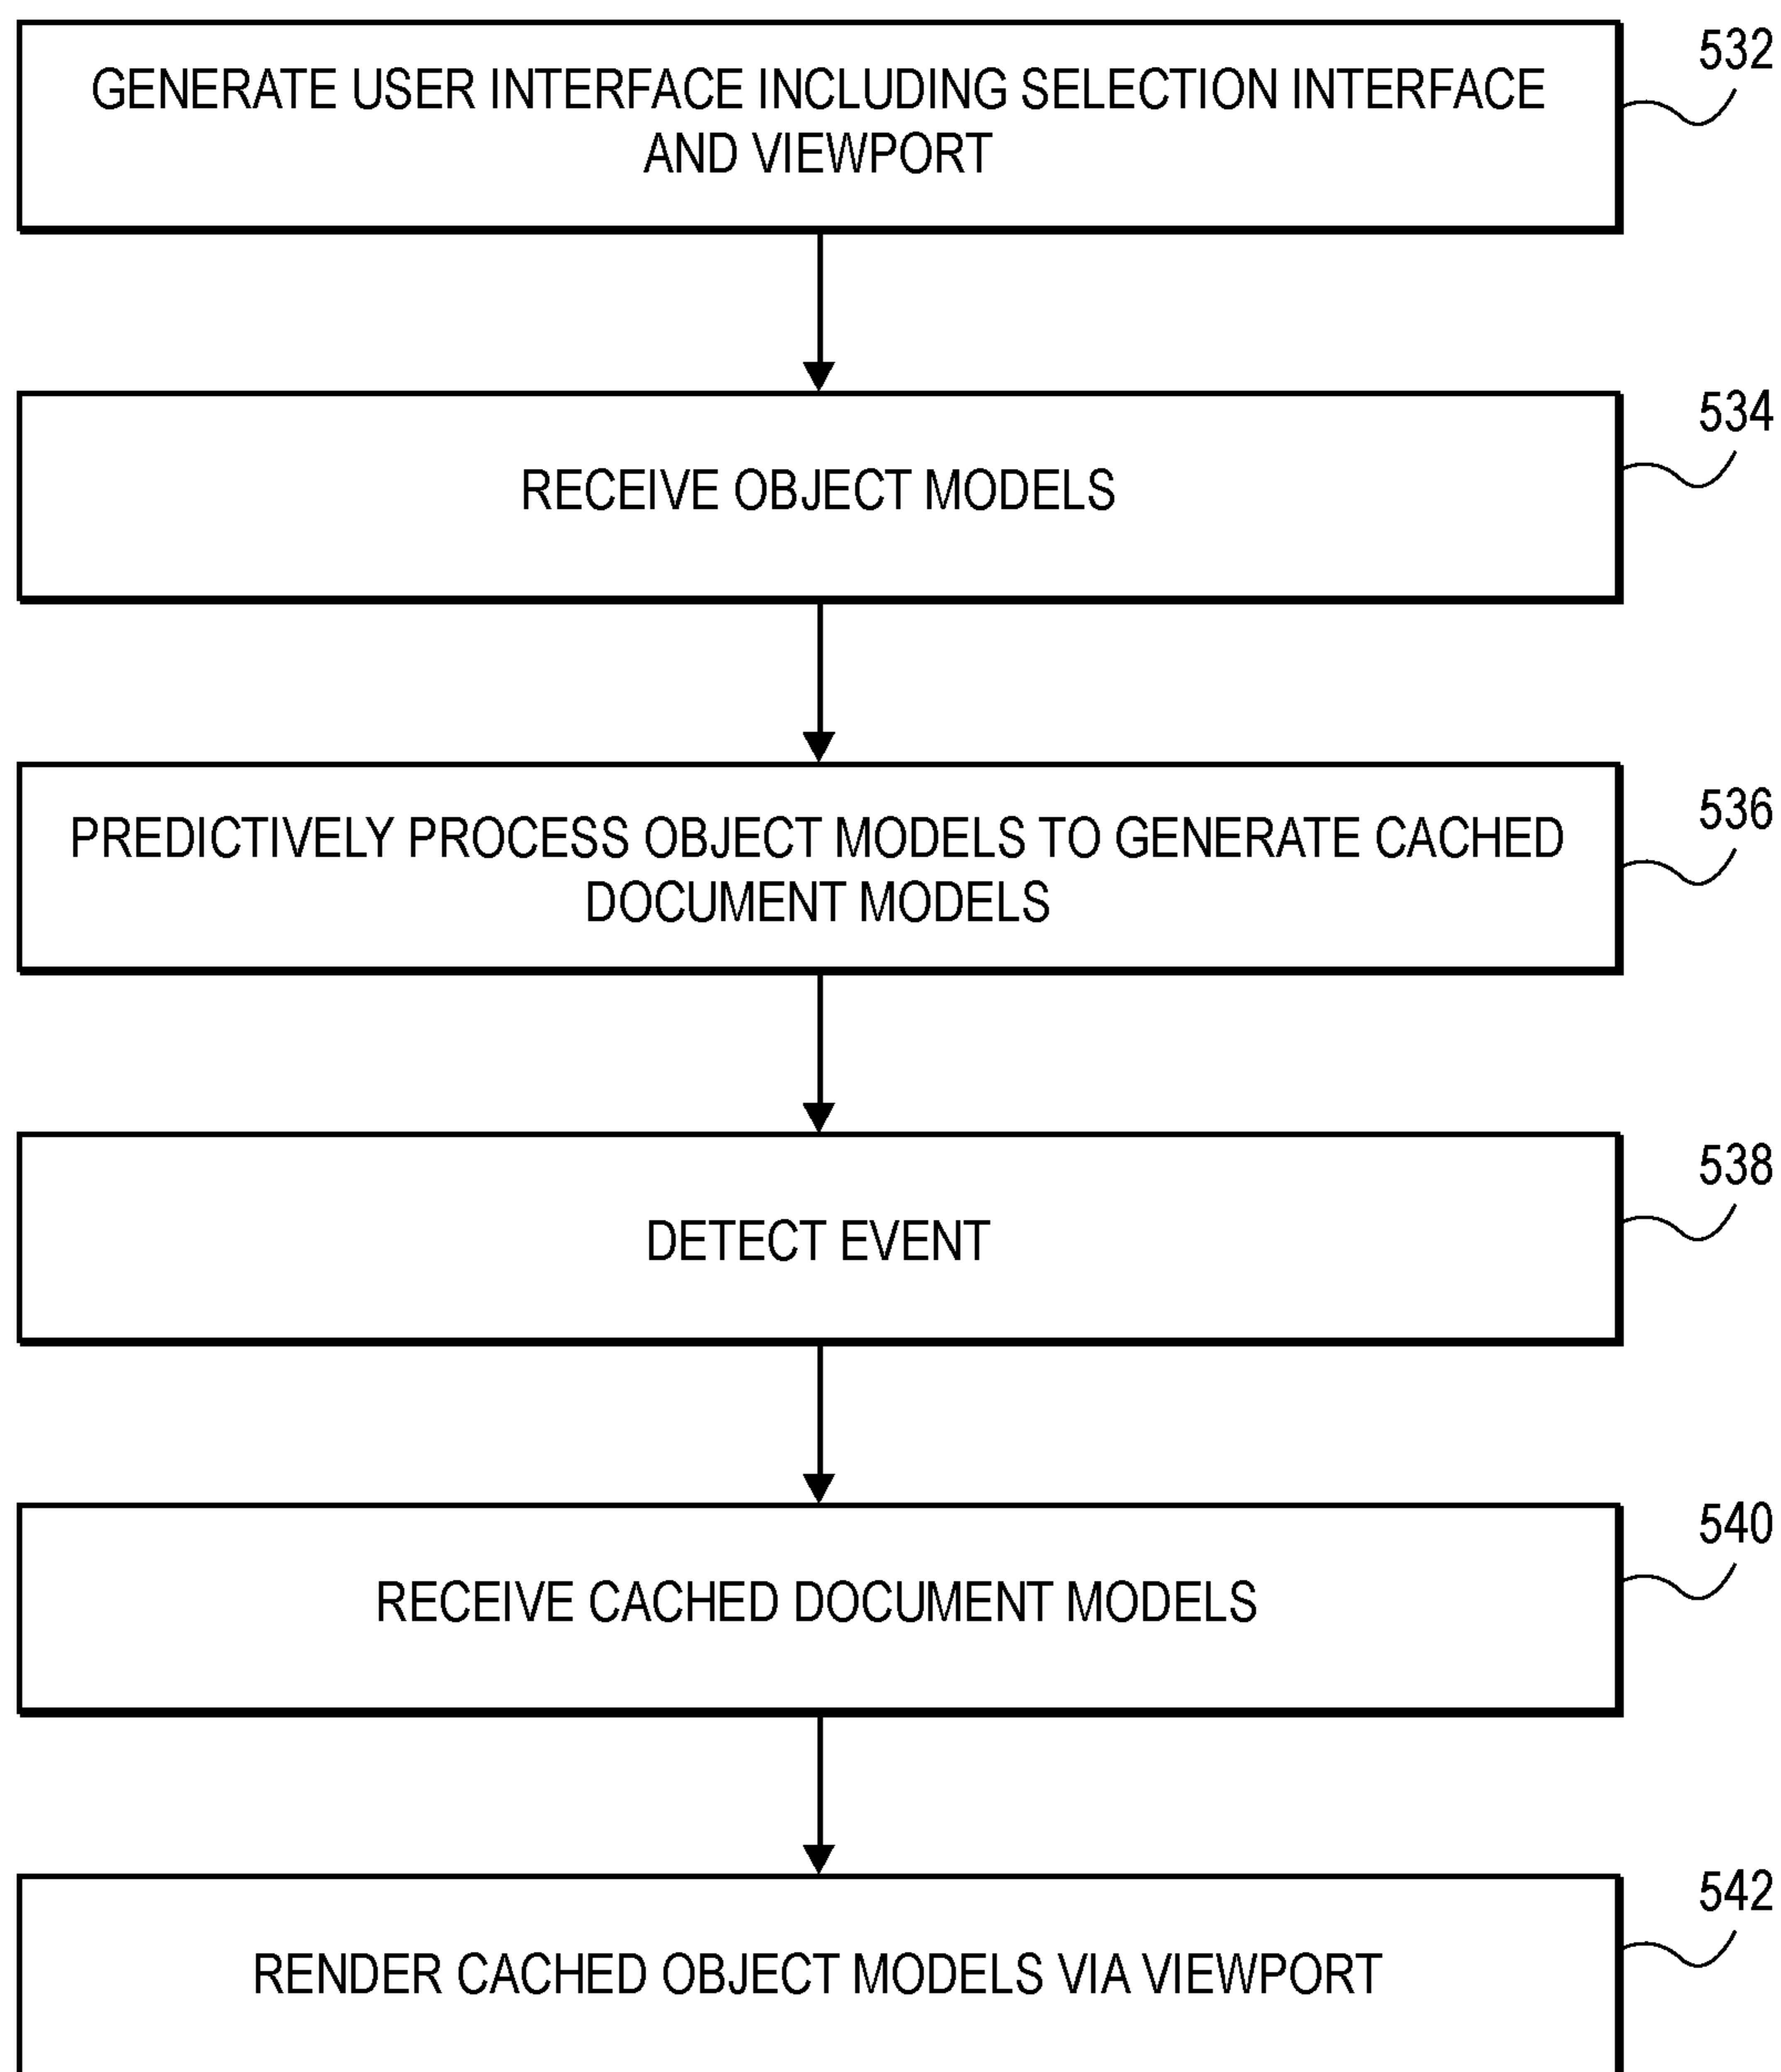 532
GENERATE USER INTERFACE INCLUDING SELECTION INTERFACE
AND VIEWPORT
534
RECEIVE OBJECT MODELS
536
PREDICTIVELY PROCESS OBJECT MODELS TO GENERATE CACHED
DOCUMENT MODELS
538
DETECT EVENT
540
RECEIVE CACHED DOCUMENT MODELS
542
RENDER CACHED OBJECT MODELS VIA VIEWPORT